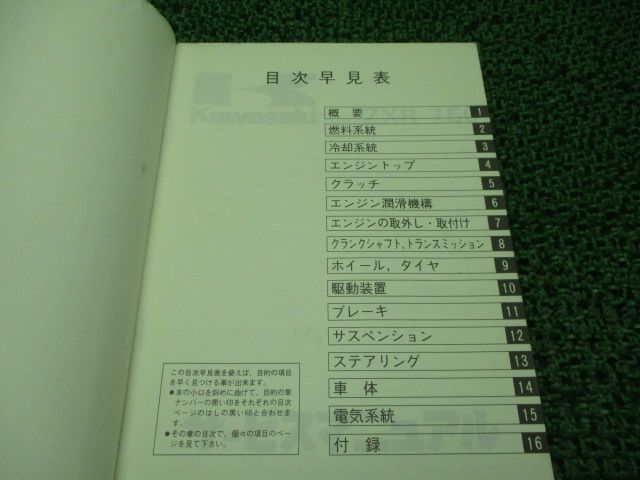 目次早見表
Kawasaki ZXR 750
概要 1
燃料系統 2
冷却系統 3
エンジントップ 4
クラッチ 5
エンジン潤滑機構 6
エンジンの取外し・取付け 7
クランクシャフト,トランスミッション 8
ホイール,タイヤ 9
駆動装置 10
ブレーキ 11
サスペンション 12
ステアリング 13
車体 14
電気系統 15
付録 16
この目次早見表を使えば、目的の項目
を早く見つける事が出来ます。
●本の小口を斜めに曲げて、目的の章
ナンバーの黒い印をそれぞれの目次
ページのはしの黒い印と合わせま
す。
●その章の目次で、個々の項目のペー
ジを見て下さい。